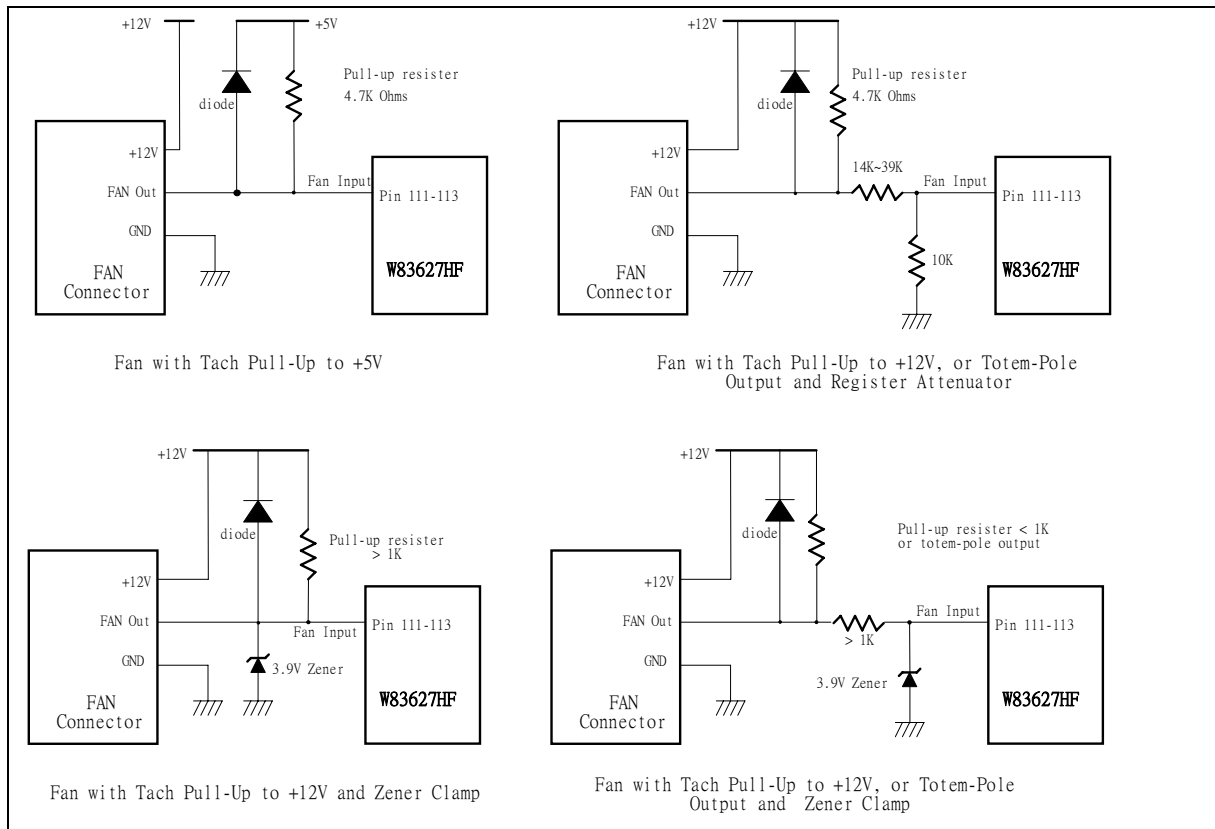 +12V
+5V
Pull-up resister
4.7K Ohms
diode
+12V
FAN Out
Fan Input
Pin 111-113
GND
W83627HF
FAN
Connector
Fan with Tach Pull-Up to +5V
+12V
Pull-up resister
4.7K Ohms
diode
+12V
14K~39K
FAN Out
Fan Input
Pin 111-113
GND
10K
W83627HF
FAN
Connector
Fan with Tach Pull-Up to +12V, or Totem-Pole
Output and Register Attenuator
+12V
diode
Pull-up resister
> 1K
+12V
FAN Out
Fan Input
Pin 111-113
GND
3.9V Zener
W83627HF
FAN
Connector
Fan with Tach Pull-Up to +12V and Zener Clamp
+12V
diode
Pull-up resister < 1K
or totem-pole output
+12V
FAN Out
Fan Input
Pin 111-113
> 1K
GND
3.9V Zener
W83627HF
FAN
Connector
Fan with Tach Pull-Up to +12V, or Totem-Pole
Output and Zener Clamp